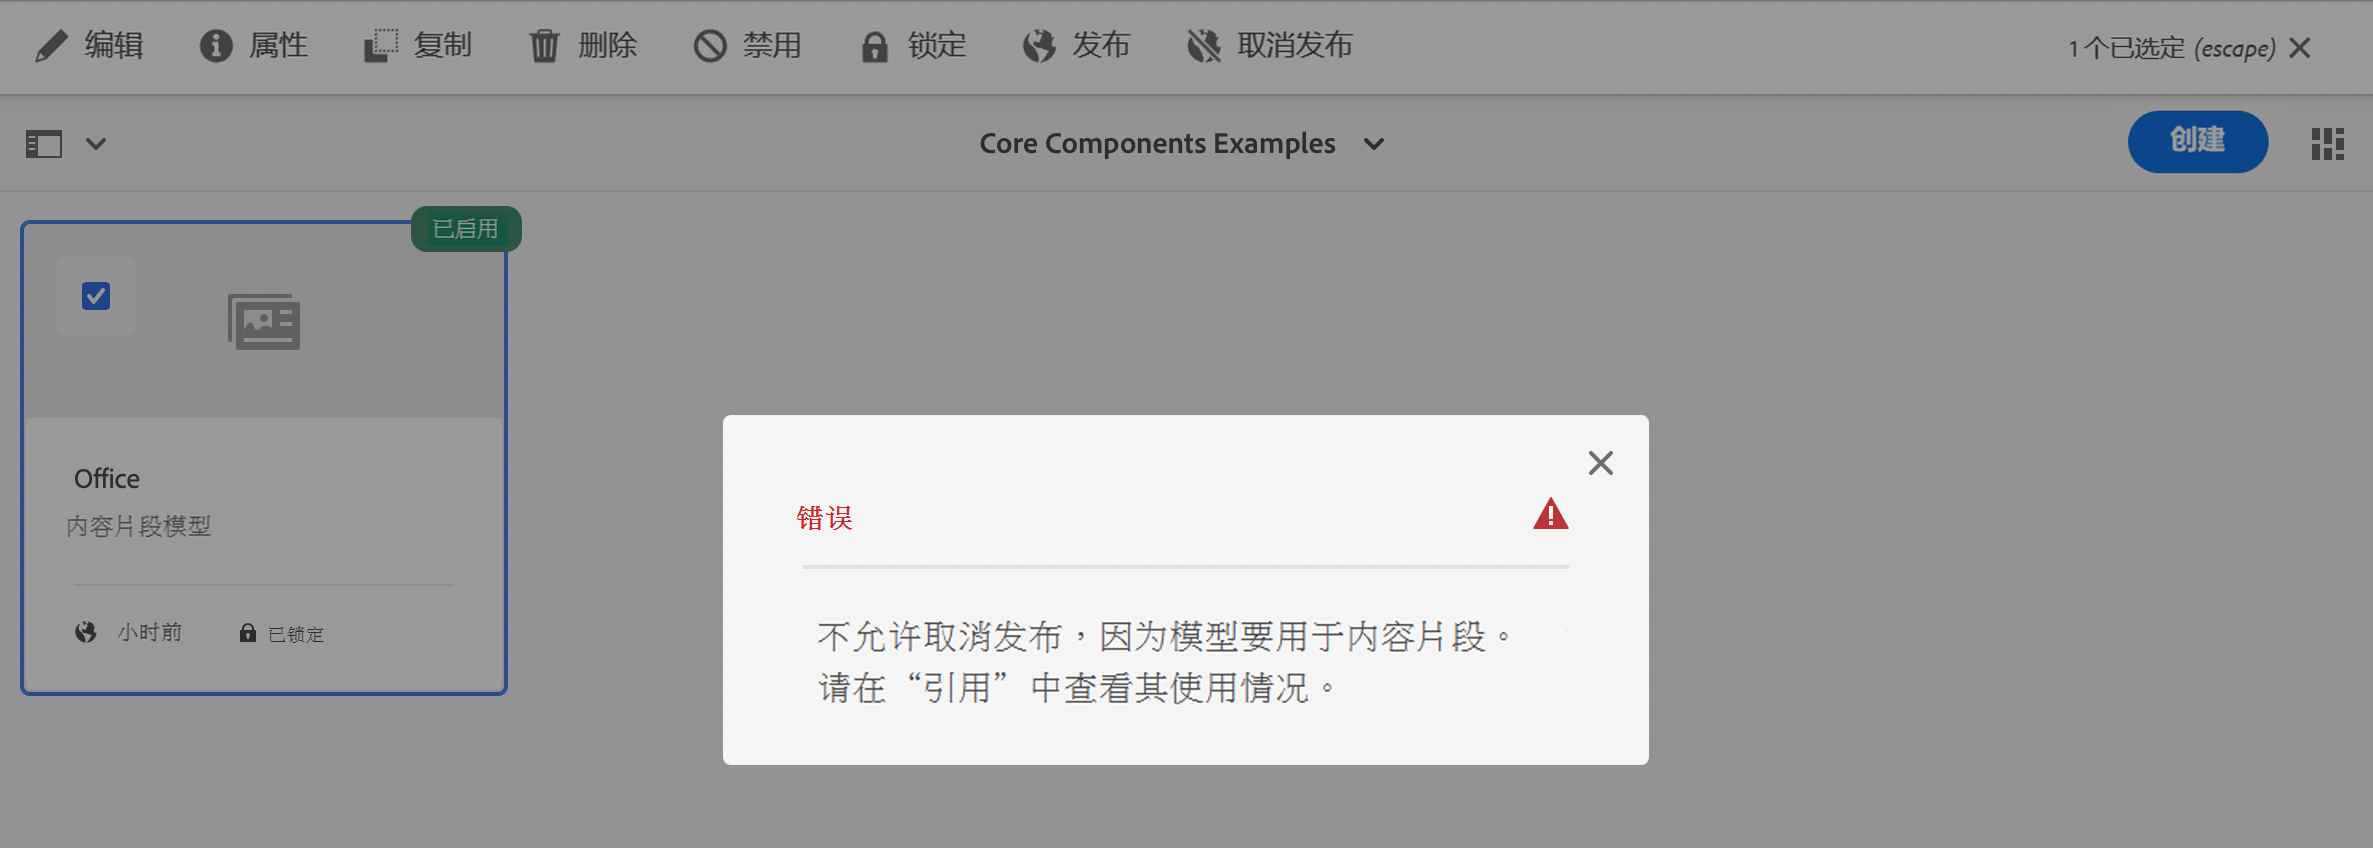 编辑 属性 复制 删除 禁用 锁定 发布 取消发布 1 个已选定 (escape)
Core Components Examples 创建
已启用
Office
内容片段模型
小时前 已锁定
错误
不允许取消发布，因为模型要用于内容片段。
请在“引用”中查看其使用情况。